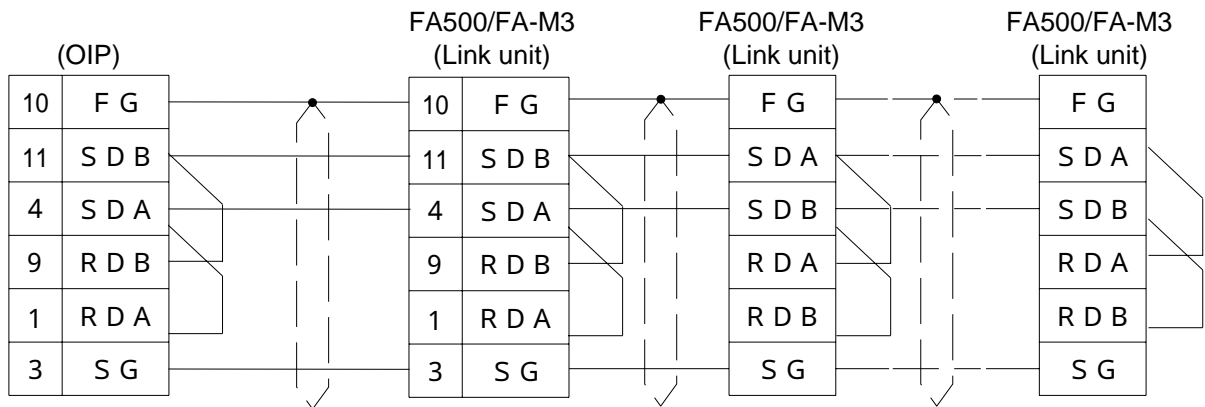 FA500/FA-M3 FA500/FA-M3 FA500/FA-M3
(OIP) (Link unit) (Link unit) (Link unit)
10 F G 10 F G F G F G
11 S D B 11 S D B S D A S D A
4 S D A 4 S D A S D B S D B
9 R D B 9 R D B R D A R D A
1 R D A 1 R D A R D B R D B
3 S G 3 S G S G S G